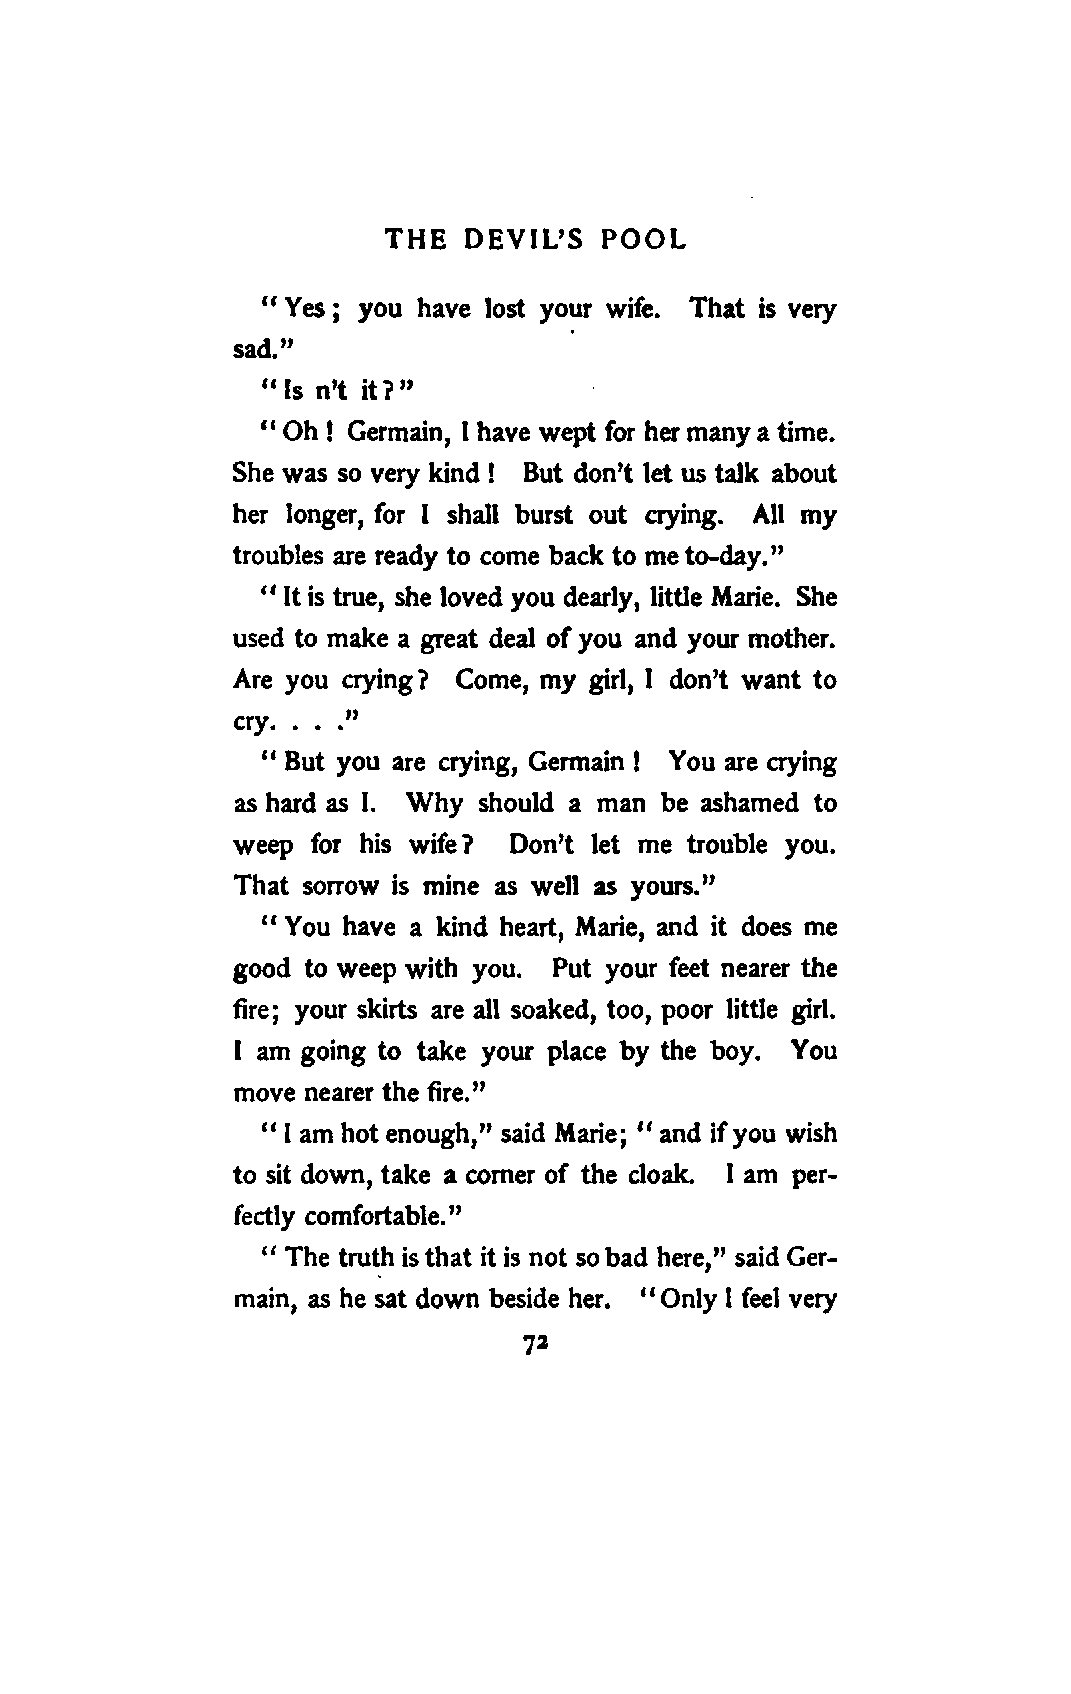 THE DEVIL'S POOL
"Yes; you have lost your wife. That is very
sad."
"Is n't it?"
"Oh! Germain, I have wept for her many a time.
She was so very kind! But don't let us talk about
her longer, for I shall burst out crying. All my
troubles are ready to come back to me to-day."
"It is true, she loved you dearly, little Marie. She
used to make a great deal of you and your mother.
Are you crying? Come, my girl, I don't want to
cry. . . ."
"But you are crying, Germain! You are crying
as hard as I. Why should a man be ashamed to
weep for his wife? Don't let me trouble you.
That sorrow is mine as well as yours."
"You have a kind heart, Marie, and it does me
good to weep with you. Put your feet nearer the
fire; your skirts are all soaked, too, poor little girl.
I am going to take your place by the boy. You
move nearer the fire."
"I am hot enough," said Marie; "and if you wish
to sit down, take a corner of the cloak. I am per-
fectly comfortable."
"The truth is that it is not so bad here," said Ger-
main, as he sat down beside her. "Only I feel very
72